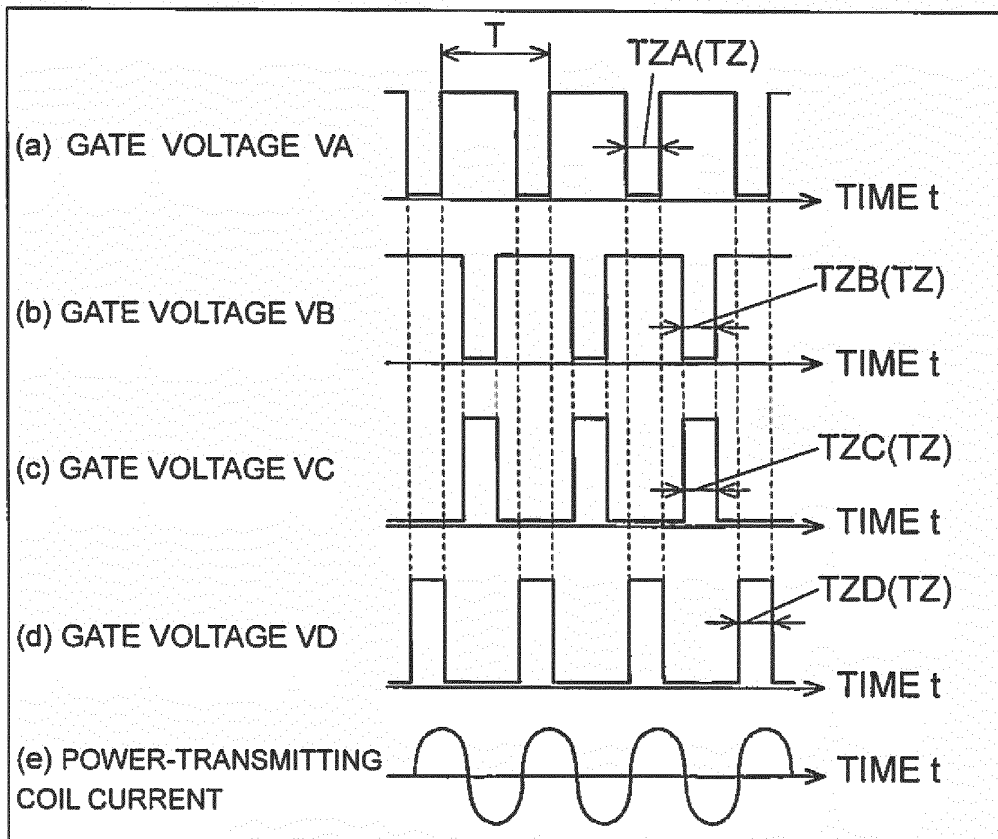 T
TZA(TZ)
(a) GATE VOLTAGE VA
TIME t
TZB(TZ)
(b) GATE VOLTAGE VB
TIME t
TZC(TZ)
(c) GATE VOLTAGE VC
TIME t
TZD(TZ)
(d) GATE VOLTAGE VD
TIME t
(e) POWER-TRANSMITTING
COIL CURRENT
TIME t